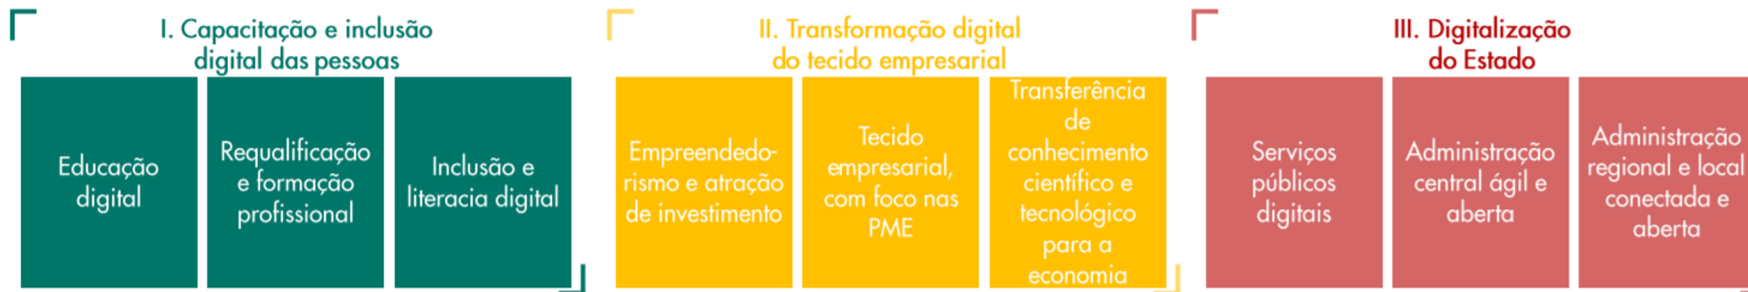 I. Capacitação e inclusão
digital das pessoas
Educação
digital
Requalificação
e formação
profissional
Inclusão e
literacia digital
II. Transformação digital
do tecido empresarial
Empreendedo-
rismo e atração
de investimento
Tecido
empresarial,
com foco nas
PME
Transferência
de
conhecimento
científico e
tecnológico
para a
economia
III. Digitalização
do Estado
Serviços
públicos
digitais
Administração
central ágil e
aberta
Administração
regional e local
conectada e
aberta